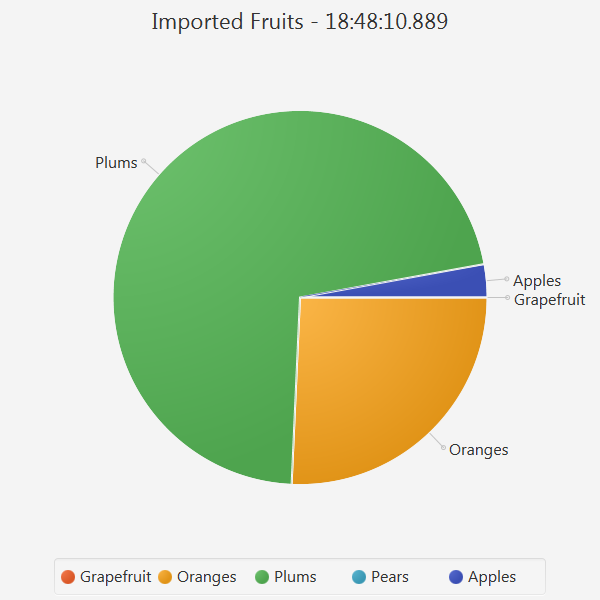 Imported Fruits - 18:48:10.889
Plums
Apples
Grapefruit
Oranges
Grapefruit Oranges Plums Pears Apples